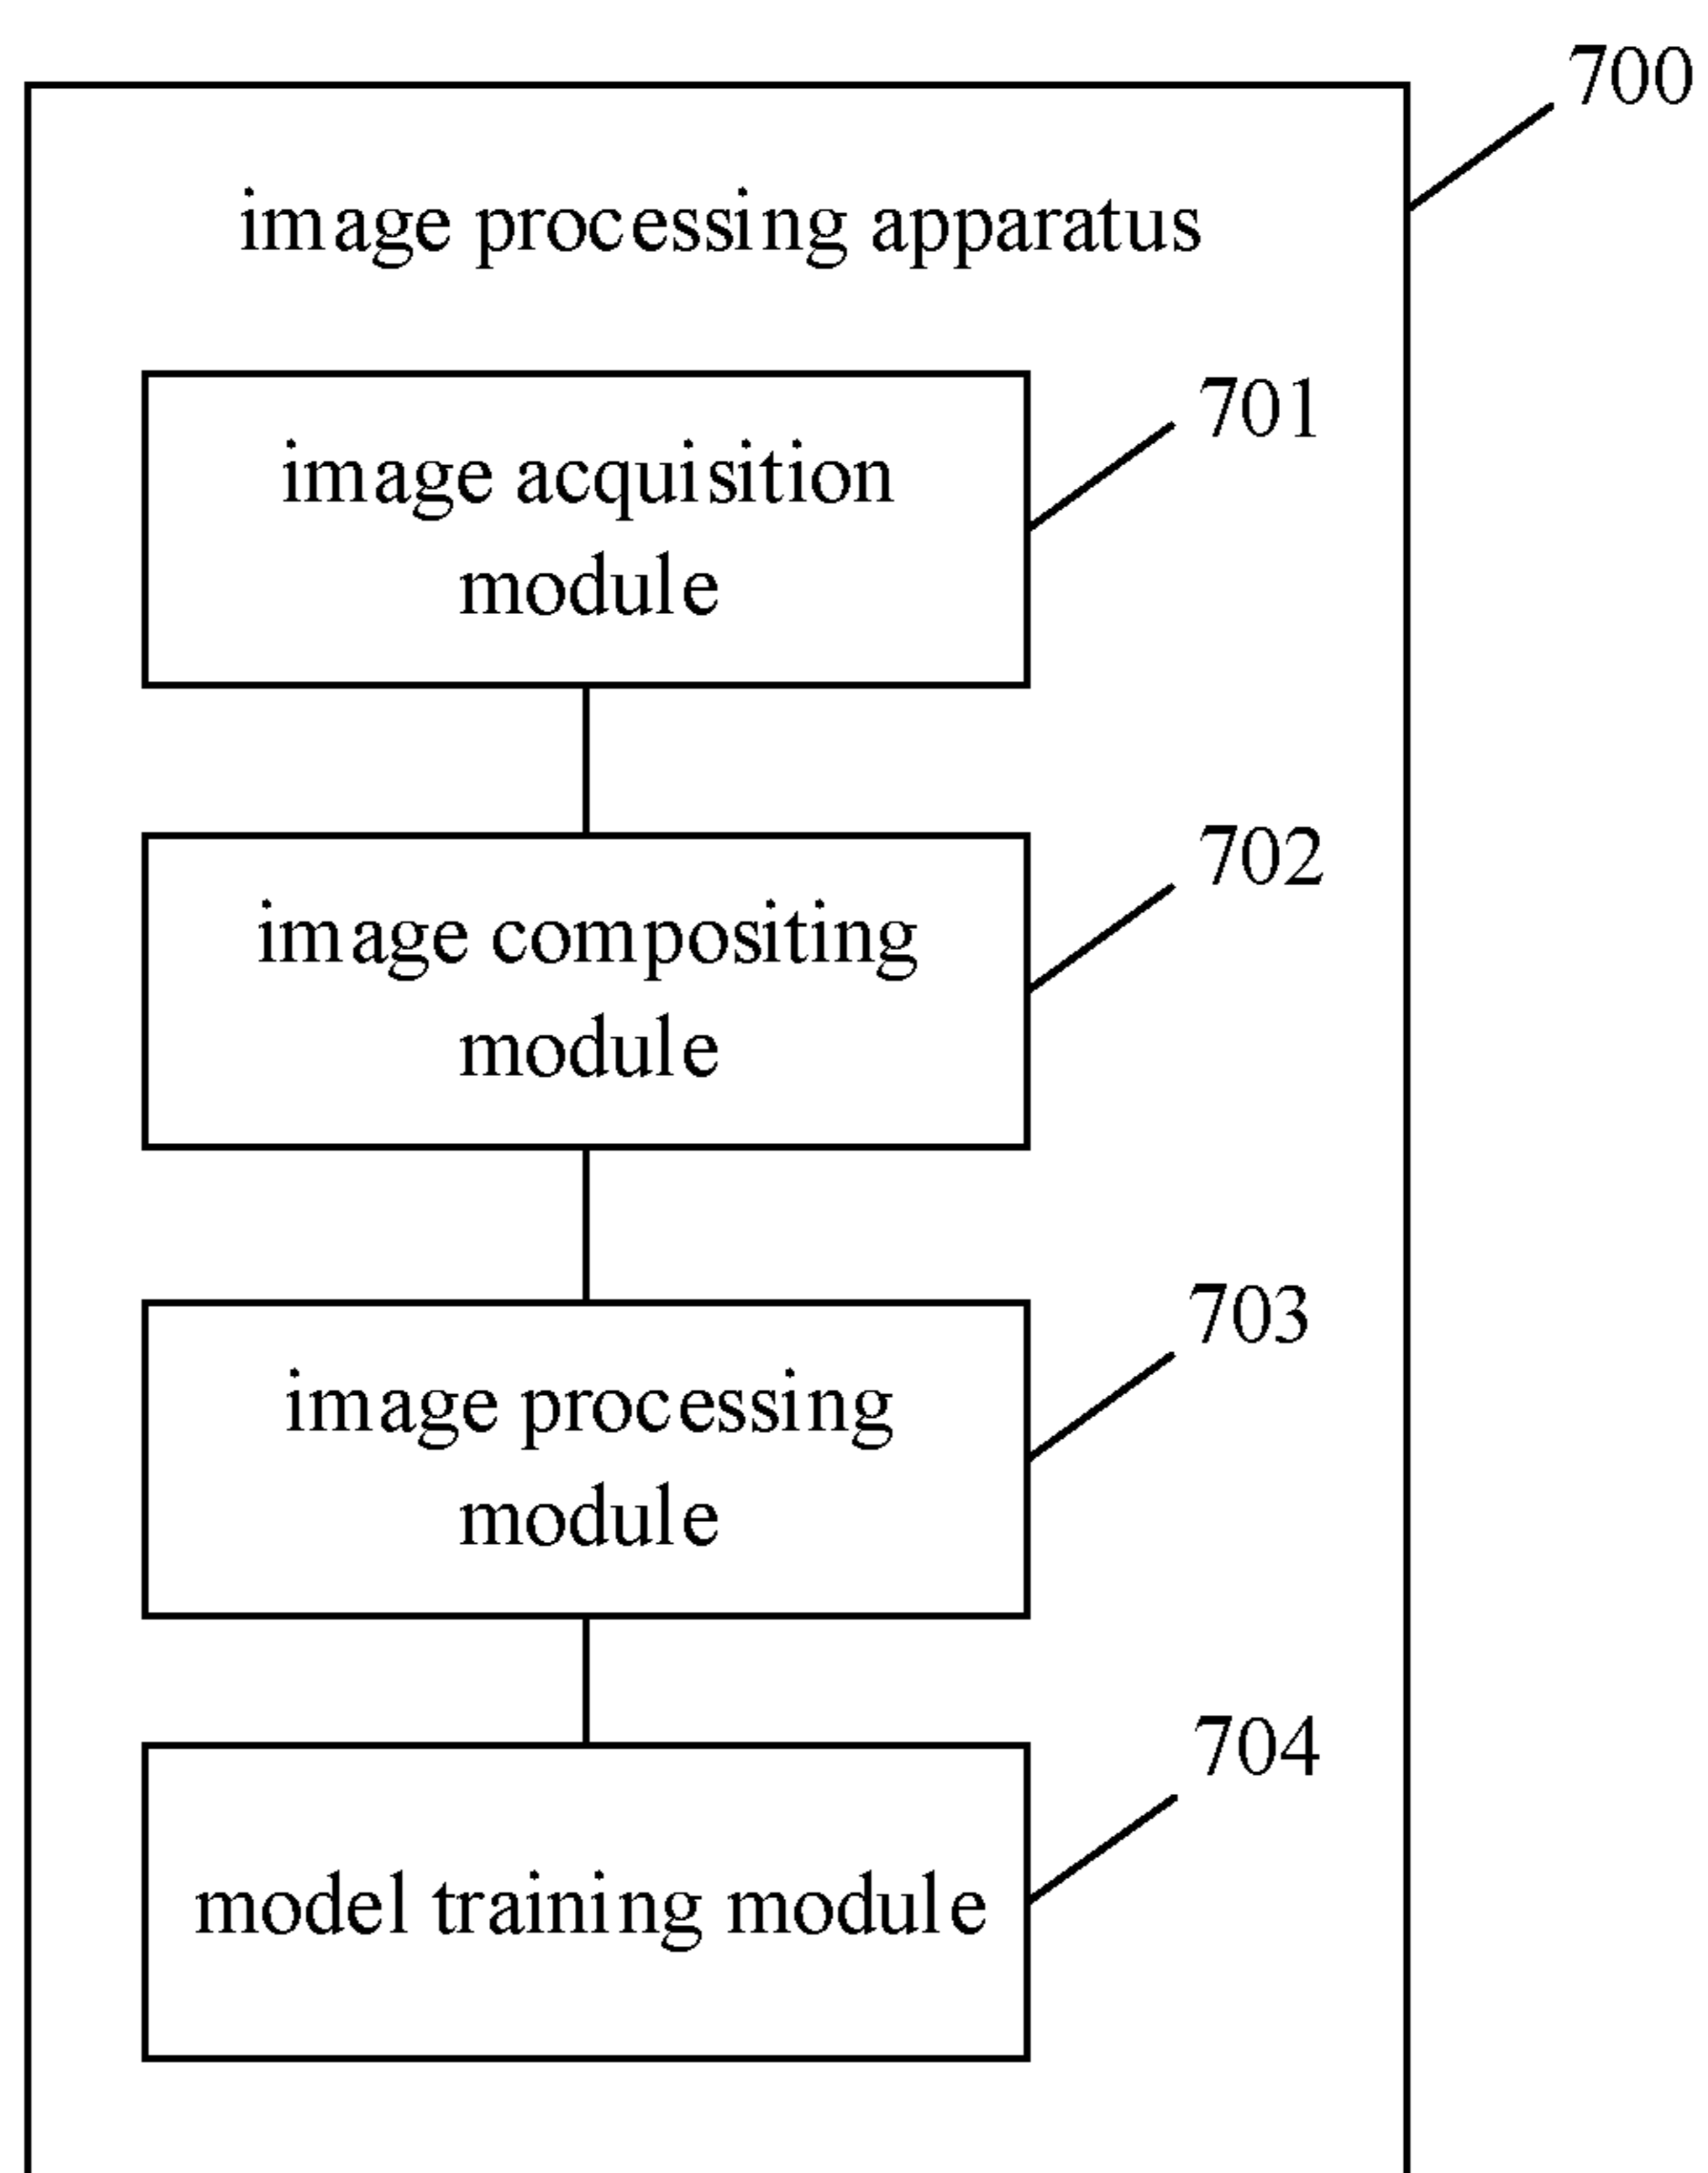 700
image processing apparatus
701
image acquisition
module
702
image compositing
module
703
image processing
module
704
model training module